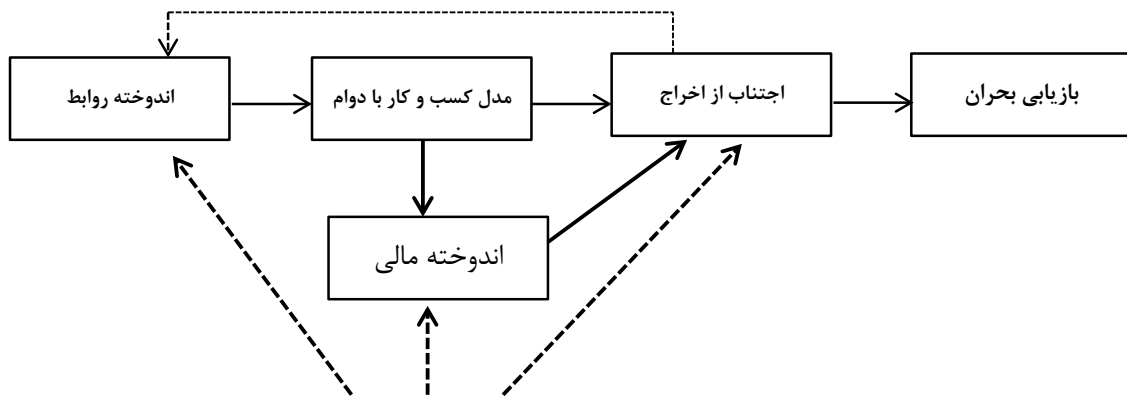 اندوخته روابط
مدل کسب و کار با دوام
اجتناب از اخراج
بازیابی بحران
اندوخته مالی